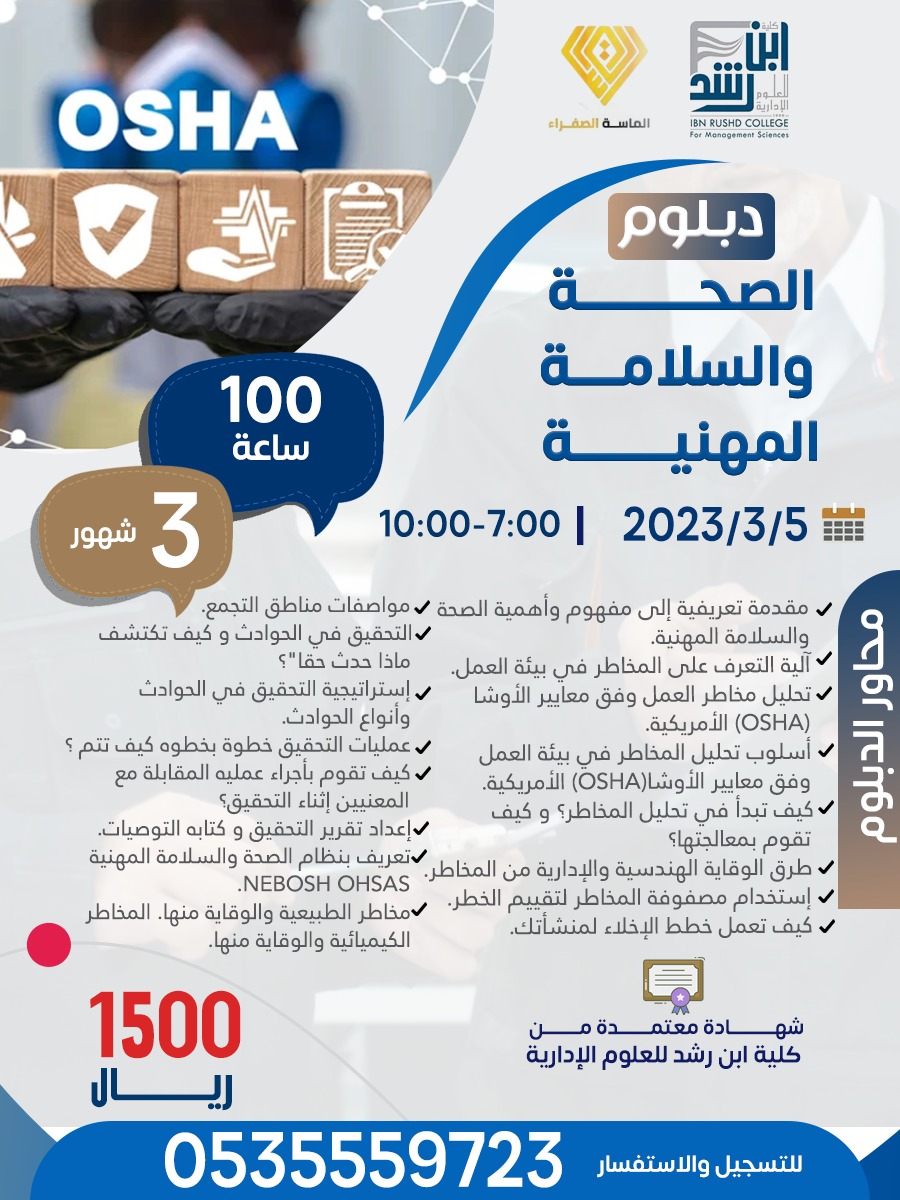 OSHA
الماسة الصفراء
كلية
ابن رشد
للعلوم
الإدارية
IBN RUSHD COLLEGE
For Management Sciences
دبلوم
الصحـــــــة
والسلامـــة
المهنيـــــة
2023/3/5 | 10:00-7:00
100
ساعة
3 شهور
محاور الدبلوم
مقدمة تعريفية إلى مفهوم وأهمية الصحة
والسلامة المهنية.
آلية التعرف على المخاطر في بيئة العمل.
تحليل مخاطر العمل وفق معايير الأوشا
(OSHA) الأمريكية.
أسلوب تحليل المخاطر في بيئة العمل
وفق معايير الأوشا(OSHA) الأمريكية.
كيف تبدأ في تحليل المخاطر؟ و كيف
تقوم بمعالجتها؟
طرق الوقاية الهندسية والإدارية من المخاطر.
إستخدام مصفوفة المخاطر لتقييم الخطر.
كيف تعمل خطط الإخلاء لمنشأتك.
مواصفات مناطق التجمع.
التحقيق في الحوادث و كيف تكتشف
ماذا حدث حقا"؟
إستراتيجية التحقيق في الحوادث
وأنواع الحوادث.
عمليات التحقيق خطوة بخطوه كيف تتم ؟
كيف تقوم بأجراء عمليه المقابلة مع
المعنيين إثناء التحقيق؟
إعداد تقرير التحقيق و كتابه التوصيات.
تعريف بنظام الصحة والسلامة المهنية
NEBOSH OHSAS.
مخاطر الطبيعية والوقاية منها. المخاطر
الكيميائية والوقاية منها.
شهـــــادة معتمـــــدة مـــــن
كلية ابن رشد للعلوم الإدارية
1500
ريـــــال
للتسجيل والاستفسار 0535559723